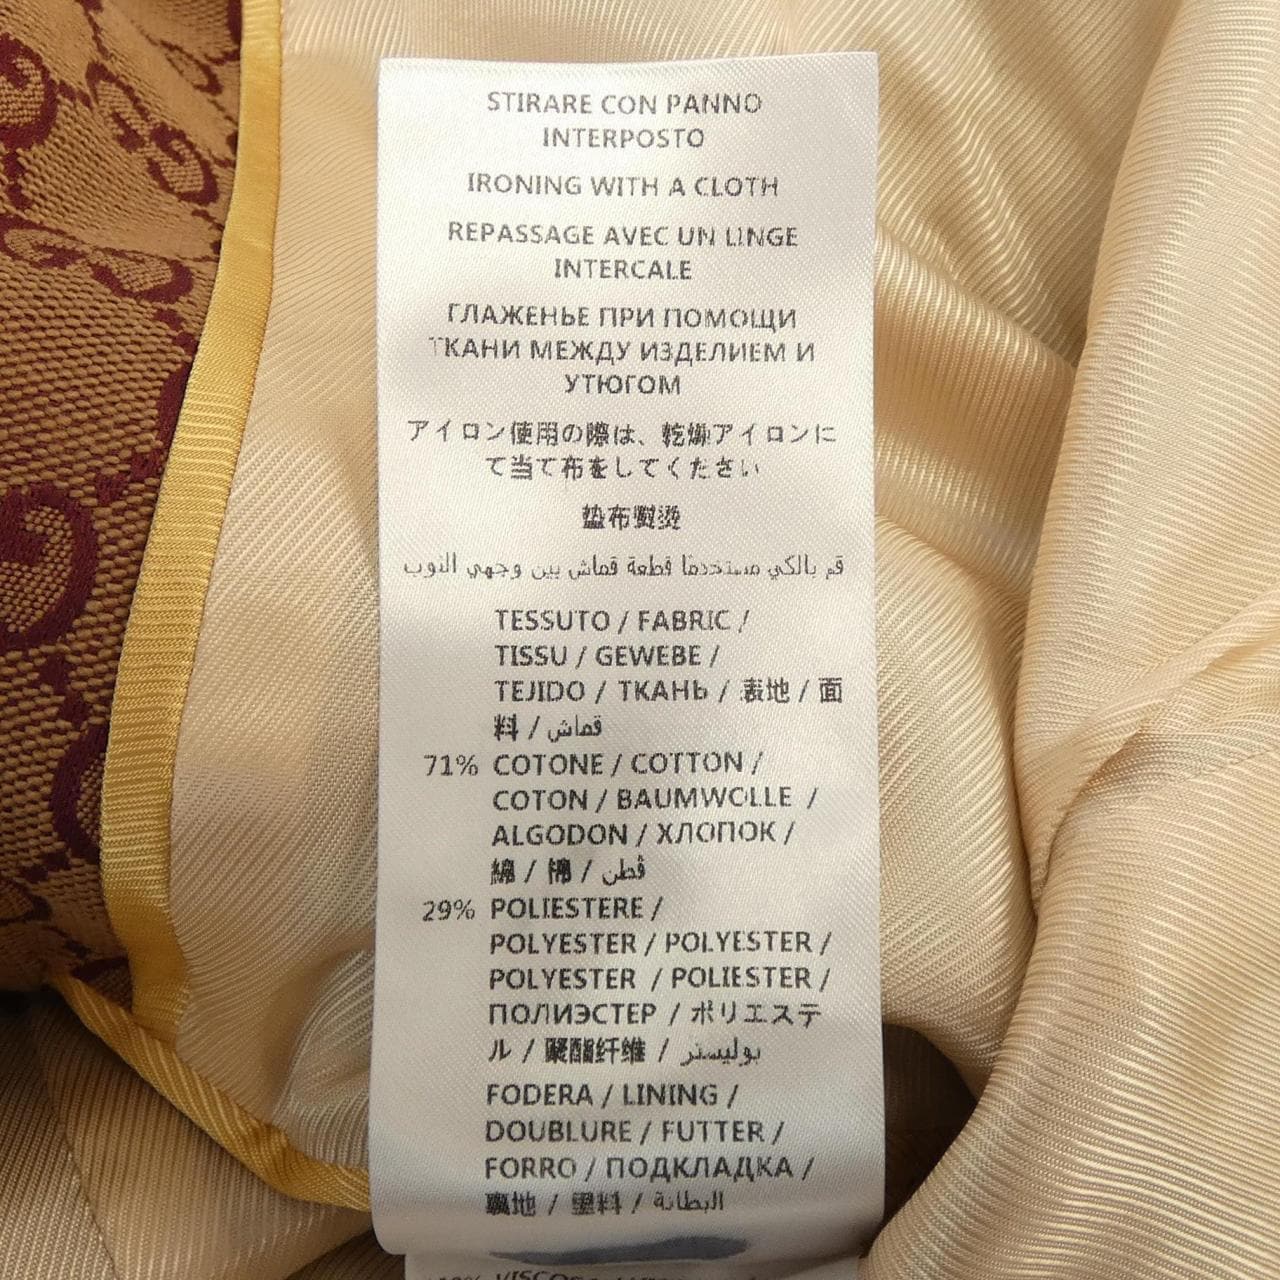 STIRARE CON PANNO
INTERPOSTO
IRONING WITH A CLOTH
REPASSAGE AVEC UN LINGE
INTERCALE
ГЛАЖЕНЬЕ ПРИ ПОМОЩИ
ТКАНИ МЕЖДУ ИЗДЕЛИЕМ И
УТЮГОМ
アイロン使用の際は、乾燥アイロンに
て当て布をしてください
垫布熨烫
قم بالكي مستخدمًا قطعة قماش بين وجهي الثوب
TESSUTO / FABRIC /
TISSU / GEWEBE /
TEJIDO / ТКАНЬ / 表地 / 面
料 / قماش
71% COTONE / COTTON /
COTON / BAUMWOLLE /
ALGODON / ХЛОПОК /
綿 / 棉 / قطن
29% POLIESTERE /
POLYESTER / POLYESTER /
POLYESTER / POLIESTER /
ПОЛИЭСТЕР / ポリエステ
ル / 聚酯纤维 / بوليستر
FODERA / LINING /
DOUBLURE / FUTTER /
FORRO / ПОДКЛАДКА /
裏地 / 里料 / البطانة